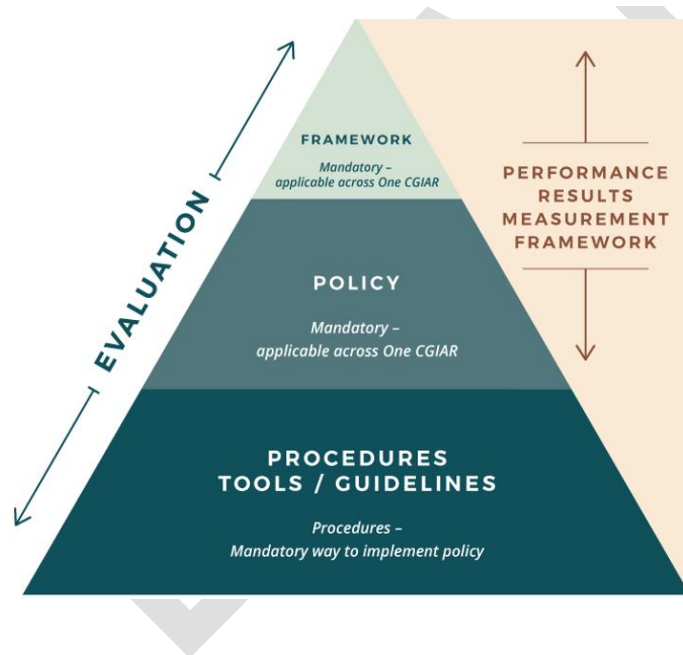 FRAMEWORK
Mandatory –
applicable across One CGIAR
PERFORMANCE
RESULTS
MEASUREMENT
FRAMEWORK
EVALUATION
POLICY
Mandatory –
applicable across One CGIAR
PROCEDURES
TOOLS / GUIDELINES
Procedures –
Mandatory way to implement policy